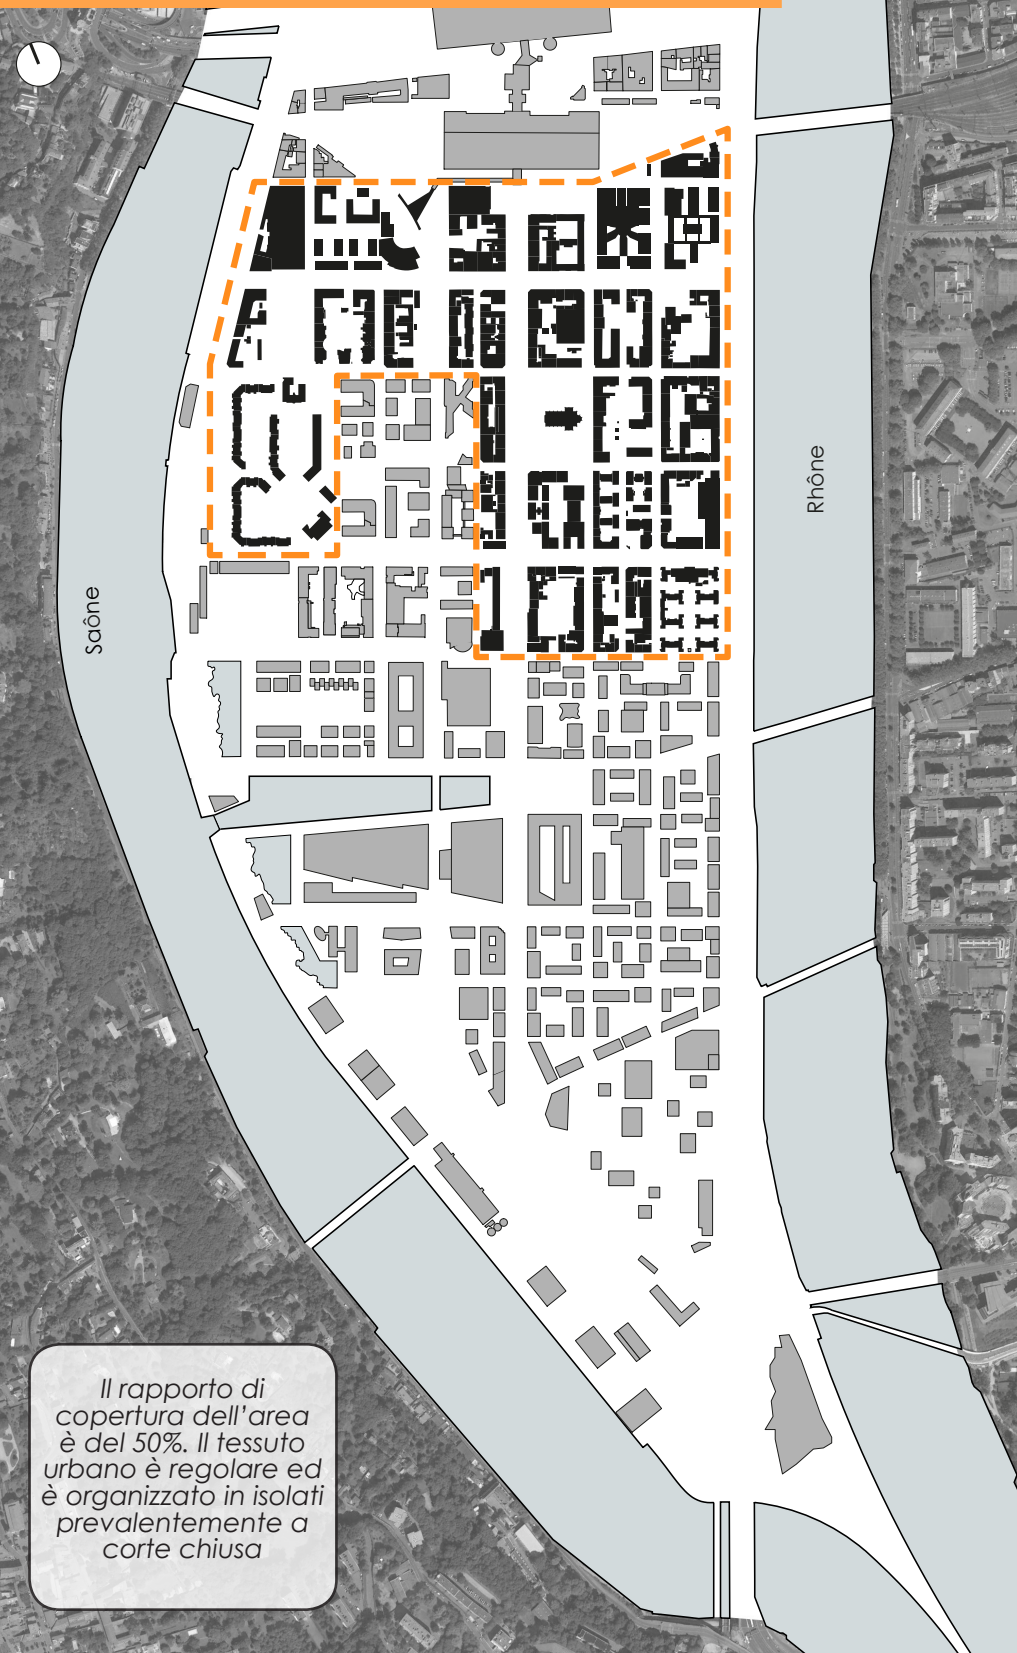 Rhône
Saône
Il rapporto di
copertura dell'area
è del 50%. Il tessuto
urbano è regolare ed
è organizzato in isolati
prevalentemente a
corte chiusa